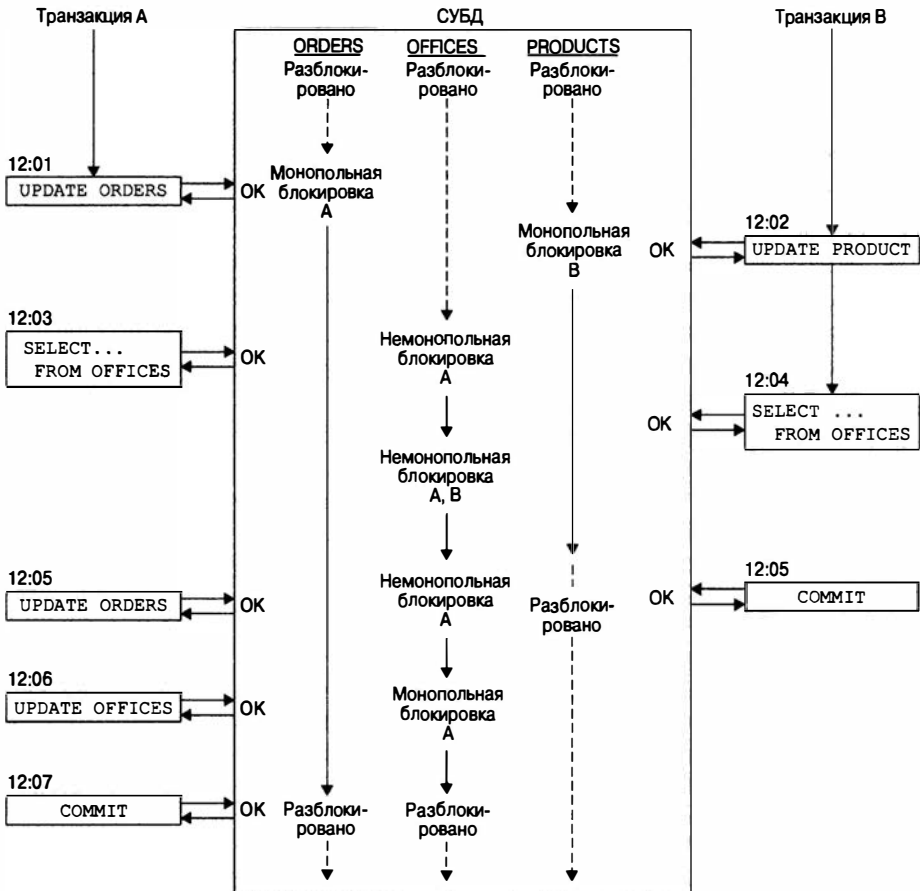 Транзакция А
СУБД
Транзакция В
ORDERS
OFFICES
PRODUCTS
Разблоки-
ровано
Разблоки-
ровано
Разблоки-
ровано
12:01
UPDATE ORDERS
OK
Монопольная
блокировка
А
12:02
UPDATE PRODUCT
OK
Монопольная
блокировка
В
12:03
SELECT...
FROM OFFICES
OK
Немонопольная
блокировка
А
12:04
SELECT ...
FROM OFFICES
OK
Немонопольная
блокировка
А, В
12:05
UPDATE ORDERS
OK
Немонопольная
блокировка
А
Разблоки-
ровано
OK
12:05
COMMIT
12:06
UPDATE OFFICES
OK
Монопольная
блокировка
А
12:07
COMMIT
OK
Разблоки-
ровано
Разблоки-
ровано